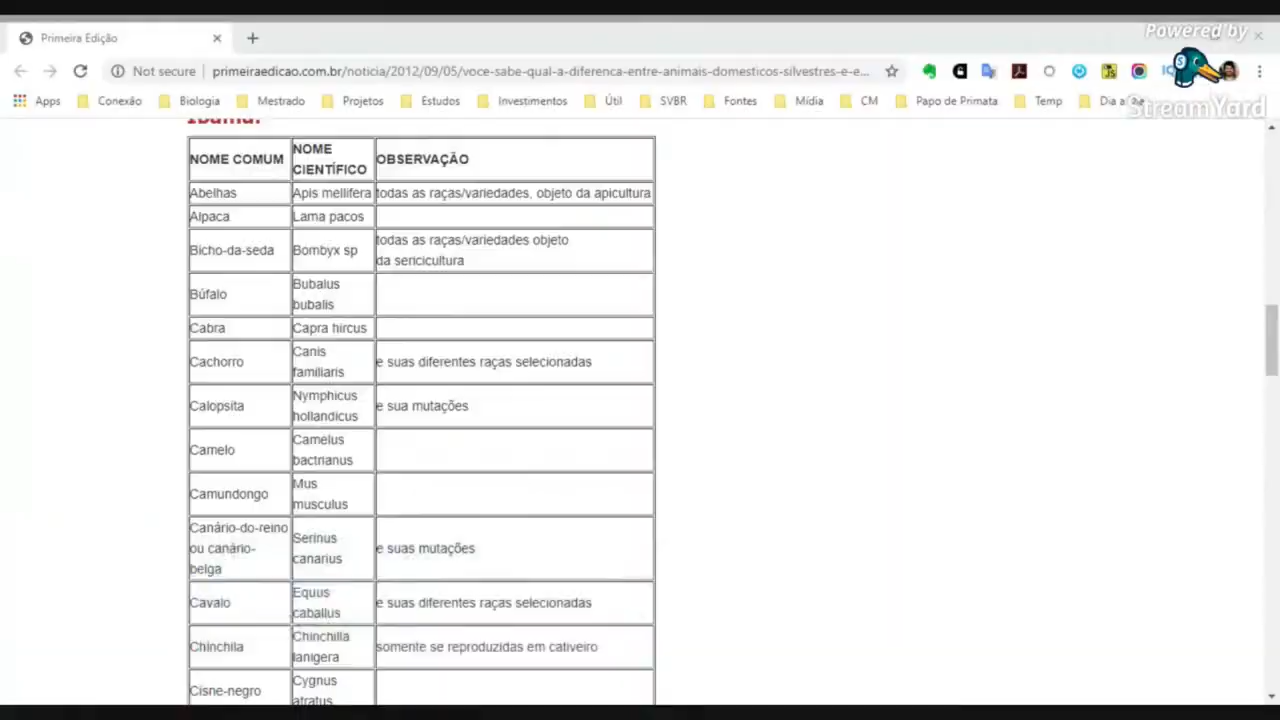 Primeira Edição
Powered by
Not secure
primeiraedicao.com.br/noticia/2012/09/05/voce-sabe-qual-a-diferenca-entre-animais-domesticos-silvestres-e-e...
Apps Conexão Biologia Mestrado Projetos Estudos Investimentos Útil SVBR Fontes Mídia CM Papo de Primata Temp
StreamYard
Ibama:
NOME COMUM
NOME
CIENTÍFICO
OBSERVAÇÃO
Abelhas
Apis mellifera
todas as raças/variedades, objeto da apicultura
Alpaca
Lama pacos
Bicho-da-seda
Bombyx sp
todas as raças/variedades objeto
da sericicultura
Búfalo
Bubalus
bubalis
Cabra
Capra hircus
Cachorro
Canis
familiaris
e suas diferentes raças selecionadas
Calopsita
Nymphicus
hollandicus
e sua mutações
Camelo
Camelus
bactrianus
Camundongo
Mus
musculus
Canário-do-reino
ou canário-
belga
Serinus
canarius
e suas mutações
Cavalo
Equus
caballus
e suas diferentes raças selecionadas
Chinchila
Chinchilla
lanigera
somente se reproduzidas em cativeiro
Cisne-negro
Cygnus
atratus